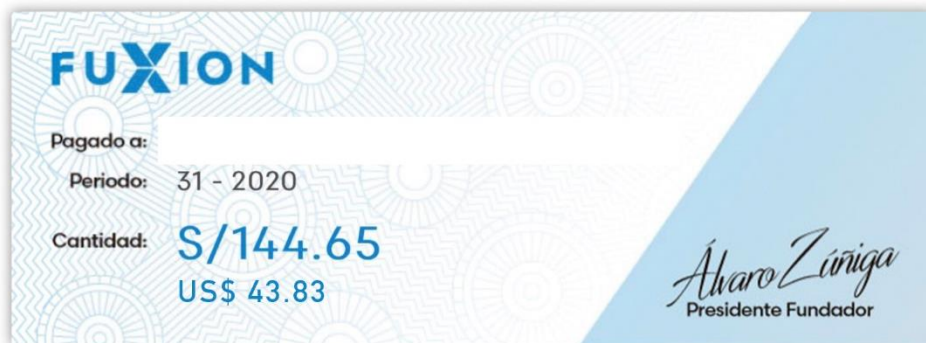 FUXION
Pagado a:
Periodo: 31 - 2020
Cantidad: S/144.65
US$ 43.83
Álvaro Zúñiga
Presidente Fundador